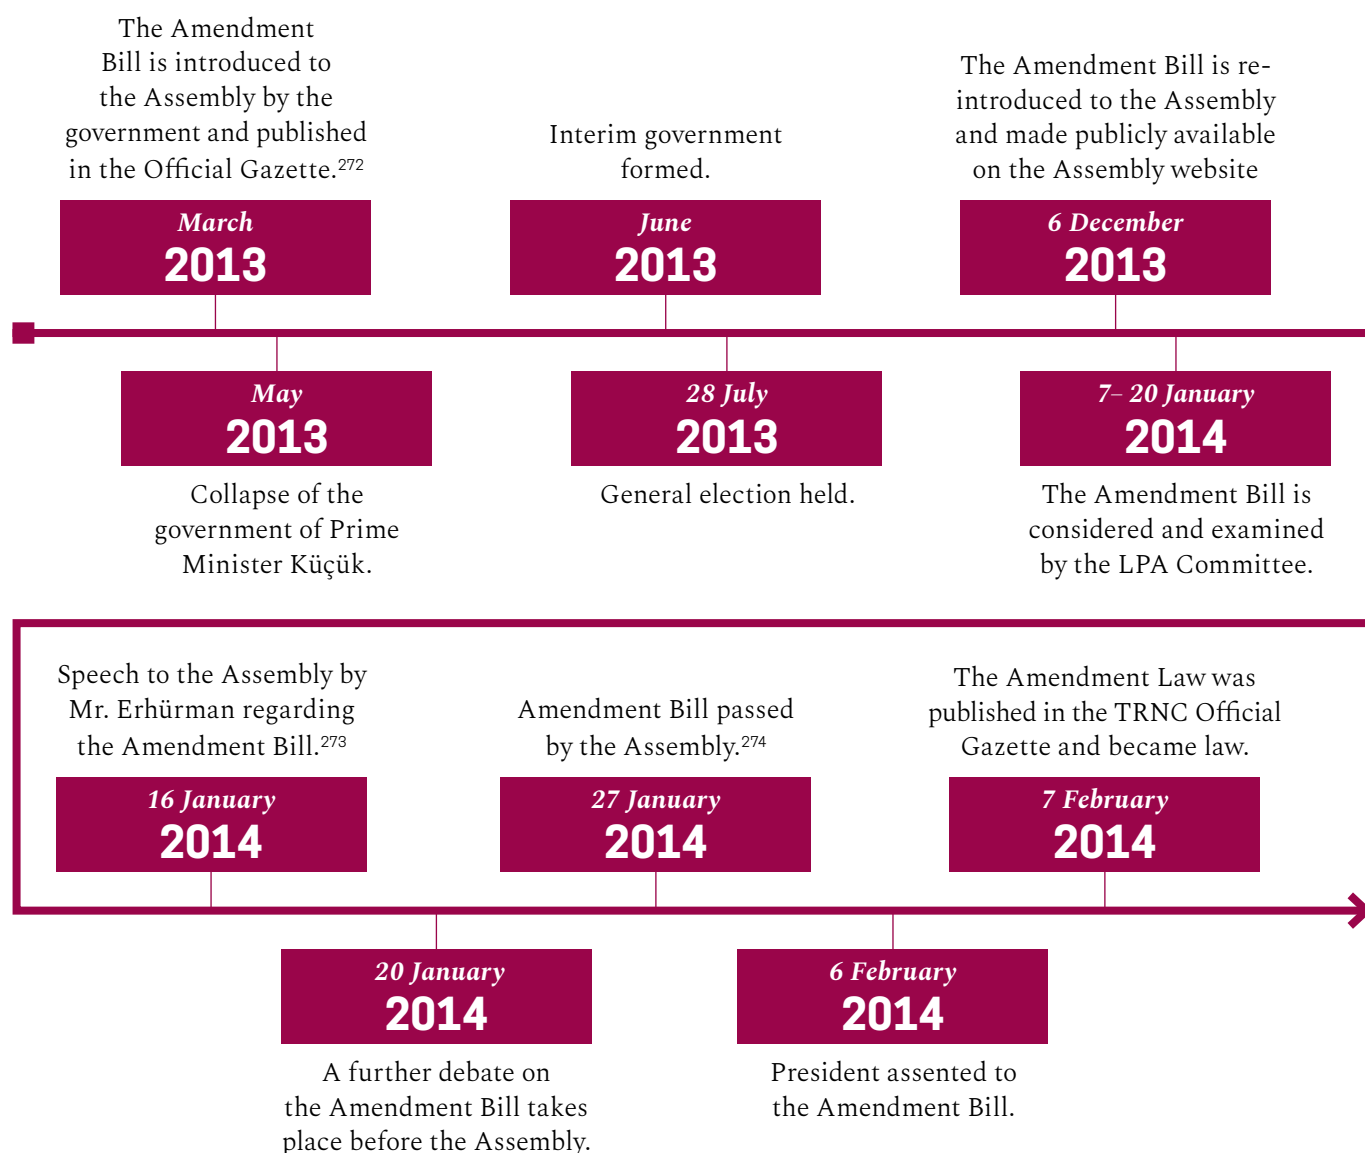 The Amendment
Bill is introduced to
the Assembly by the
government and published
in the Official Gazette.272
March
2013
May
2013
Collapse of the
government of Prime
Minister Küçük.
Interim government
formed.
June
2013
28 July
2013
General election held.
The Amendment Bill is re-
introduced to the Assembly
and made publicly available
on the Assembly website
6 December
2013
7– 20 January
2014
The Amendment Bill is
considered and examined
by the LPA Committee.
Speech to the Assembly by
Mr. Erhürman regarding
the Amendment Bill.273
16 January
2014
20 January
2014
A further debate on
the Amendment Bill takes
place before the Assembly.
Amendment Bill passed
by the Assembly.274
27 January
2014
6 February
2014
President assented to
the Amendment Bill.
The Amendment Law was
published in the TRNC Official
Gazette and became law.
7 February
2014